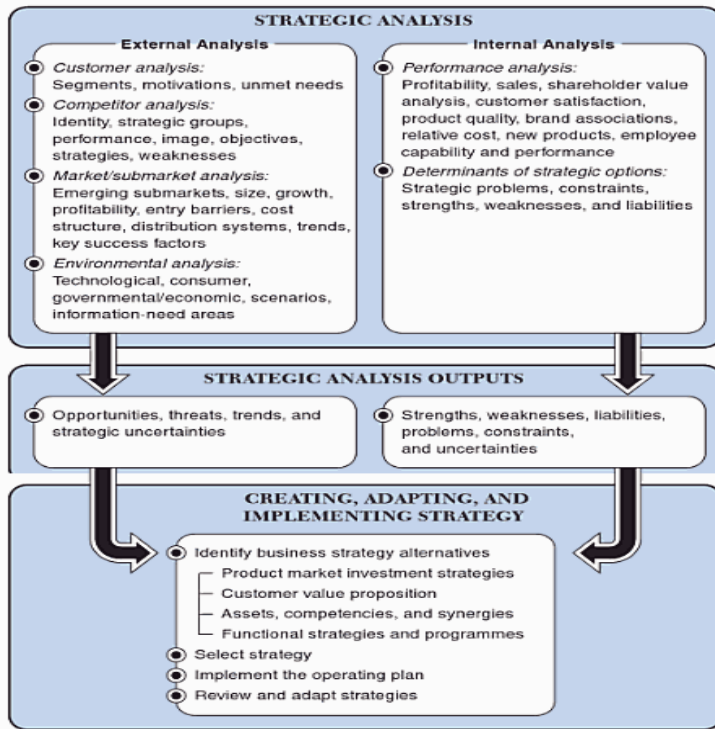 STRATEGIC ANALYSIS
External Analysis
Customer analysis:
Segments, motivations, unmet needs
Competitor analysis:
Identity, strategic groups,
performance, image, objectives,
strategies, weaknesses
Market/submarket analysis:
Emerging submarkets, size, growth,
profitability, entry barriers, cost
structure, distribution systems, trends,
key success factors
Environmental analysis:
Technological, consumer,
governmental/economic, scenarios,
information-need areas
Internal Analysis
Performance analysis:
Profitability, sales, shareholder value
analysis, customer satisfaction,
product quality, brand associations,
relative cost, new products, employee
capability and performance
Determinants of strategic options:
Strategic problems, constraints,
strengths, weaknesses, and liabilities
STRATEGIC ANALYSIS OUTPUTS
Opportunities, threats, trends, and
strategic uncertainties
Strengths, weaknesses, liabilities,
problems, constraints,
and uncertainties
CREATING, ADAPTING, AND
IMPLEMENTING STRATEGY
Identify business strategy alternatives
Product market investment strategies
Customer value proposition
Assets, competencies, and synergies
Functional strategies and programmes
Select strategy
Implement the operating plan
Review and adapt strategies